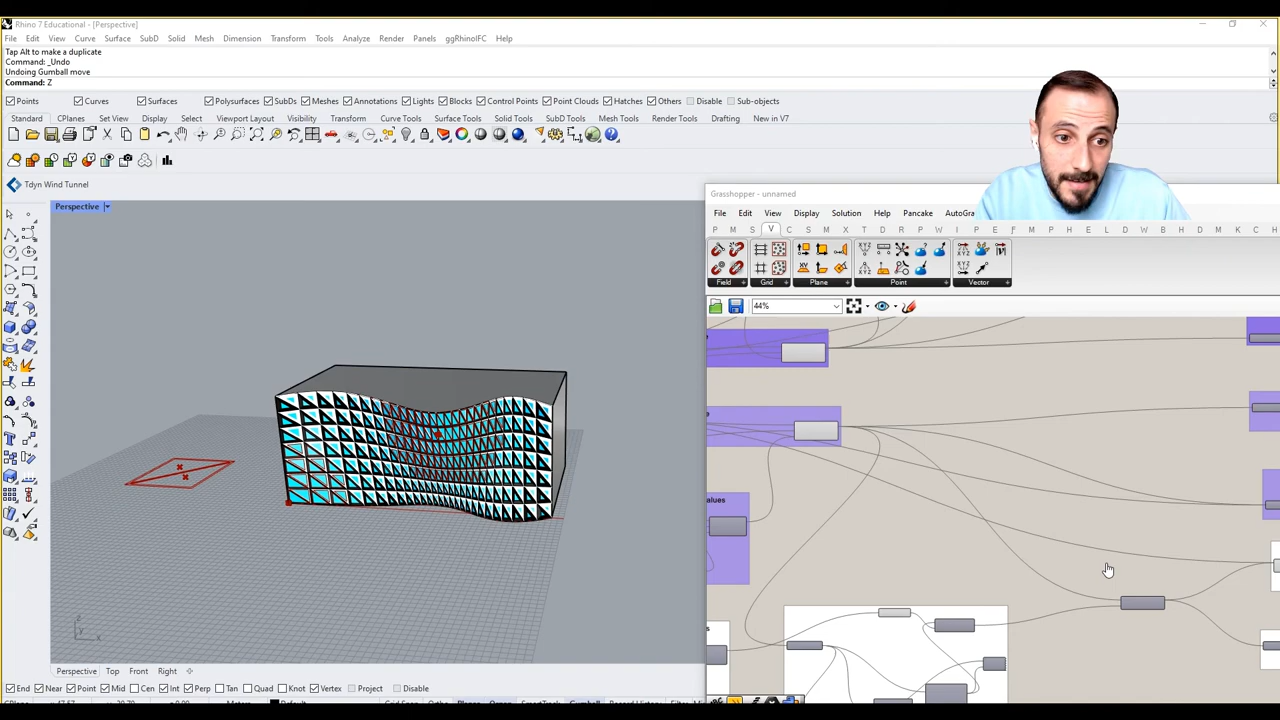 Rhino 7 Educational - [Perspective]
File Edit View Curve Surface SubD Solid Mesh Dimension Transform Tools Analyze Render Panels ggRhinoIFC Help
Tap Alt to make a duplicate
Command: _Undo
Undoing Gumball move
Command: Z
Points Curves Surfaces Polysurfaces SubDs Meshes Annotations Lights Blocks Control Points Point Clouds Hatches Others Disable Sub-objects
Standard CPlanes Set View Display Select Viewport Layout Visibility Transform Curve Tools Surface Tools Solid Tools SubD Tools Mesh Tools Render Tools Drafting New in V7
Tdyn Wind Tunnel
Perspective
Grasshopper - unnamed
File Edit View Display Solution Help Pancake AutoGra
P M S V C S M X T D R A B K L F M W L M P H E M D W P K C H
Field Grid Plane Point Vector
44%
alues
Perspective Top Front Right
End Near Point Mid Cen Int Perp Tan Quad Knot Vertex Project Disable